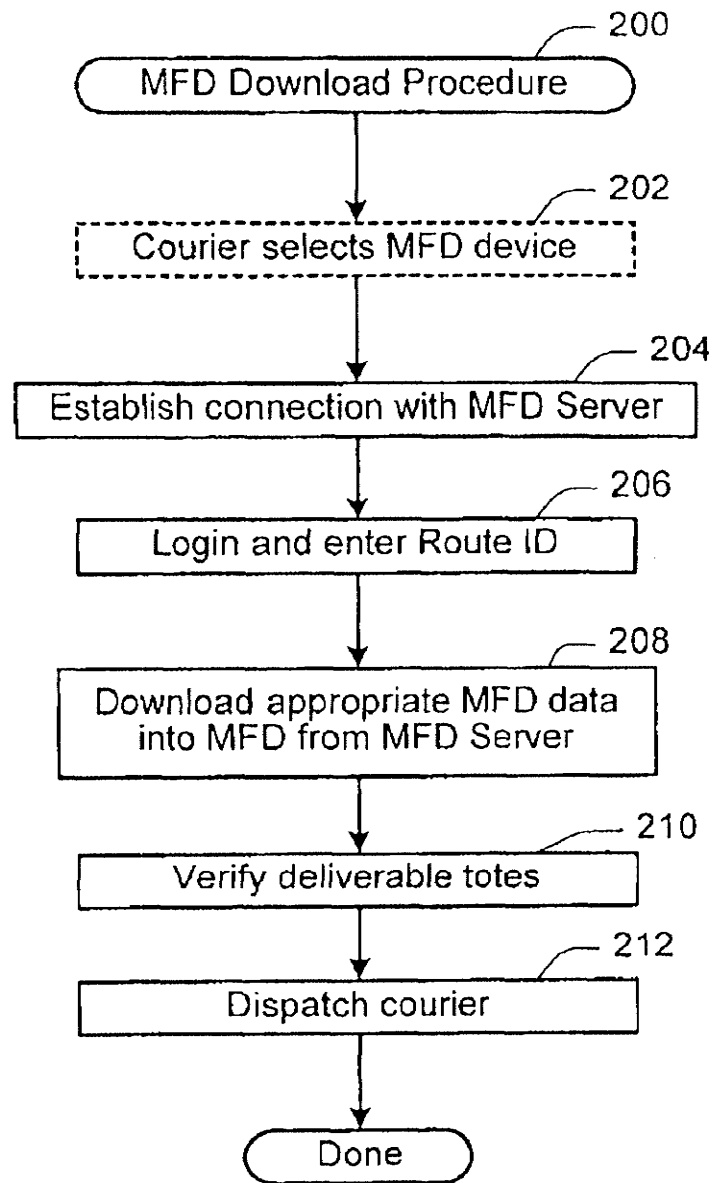 200
MFD Download Procedure
202
Courier selects MFD device
204
Establish connection with MFD Server
206
Login and enter Route ID
208
Download appropriate MFD data
into MFD from MFD Server
210
Verify deliverable totes
212
Dispatch courier
Done